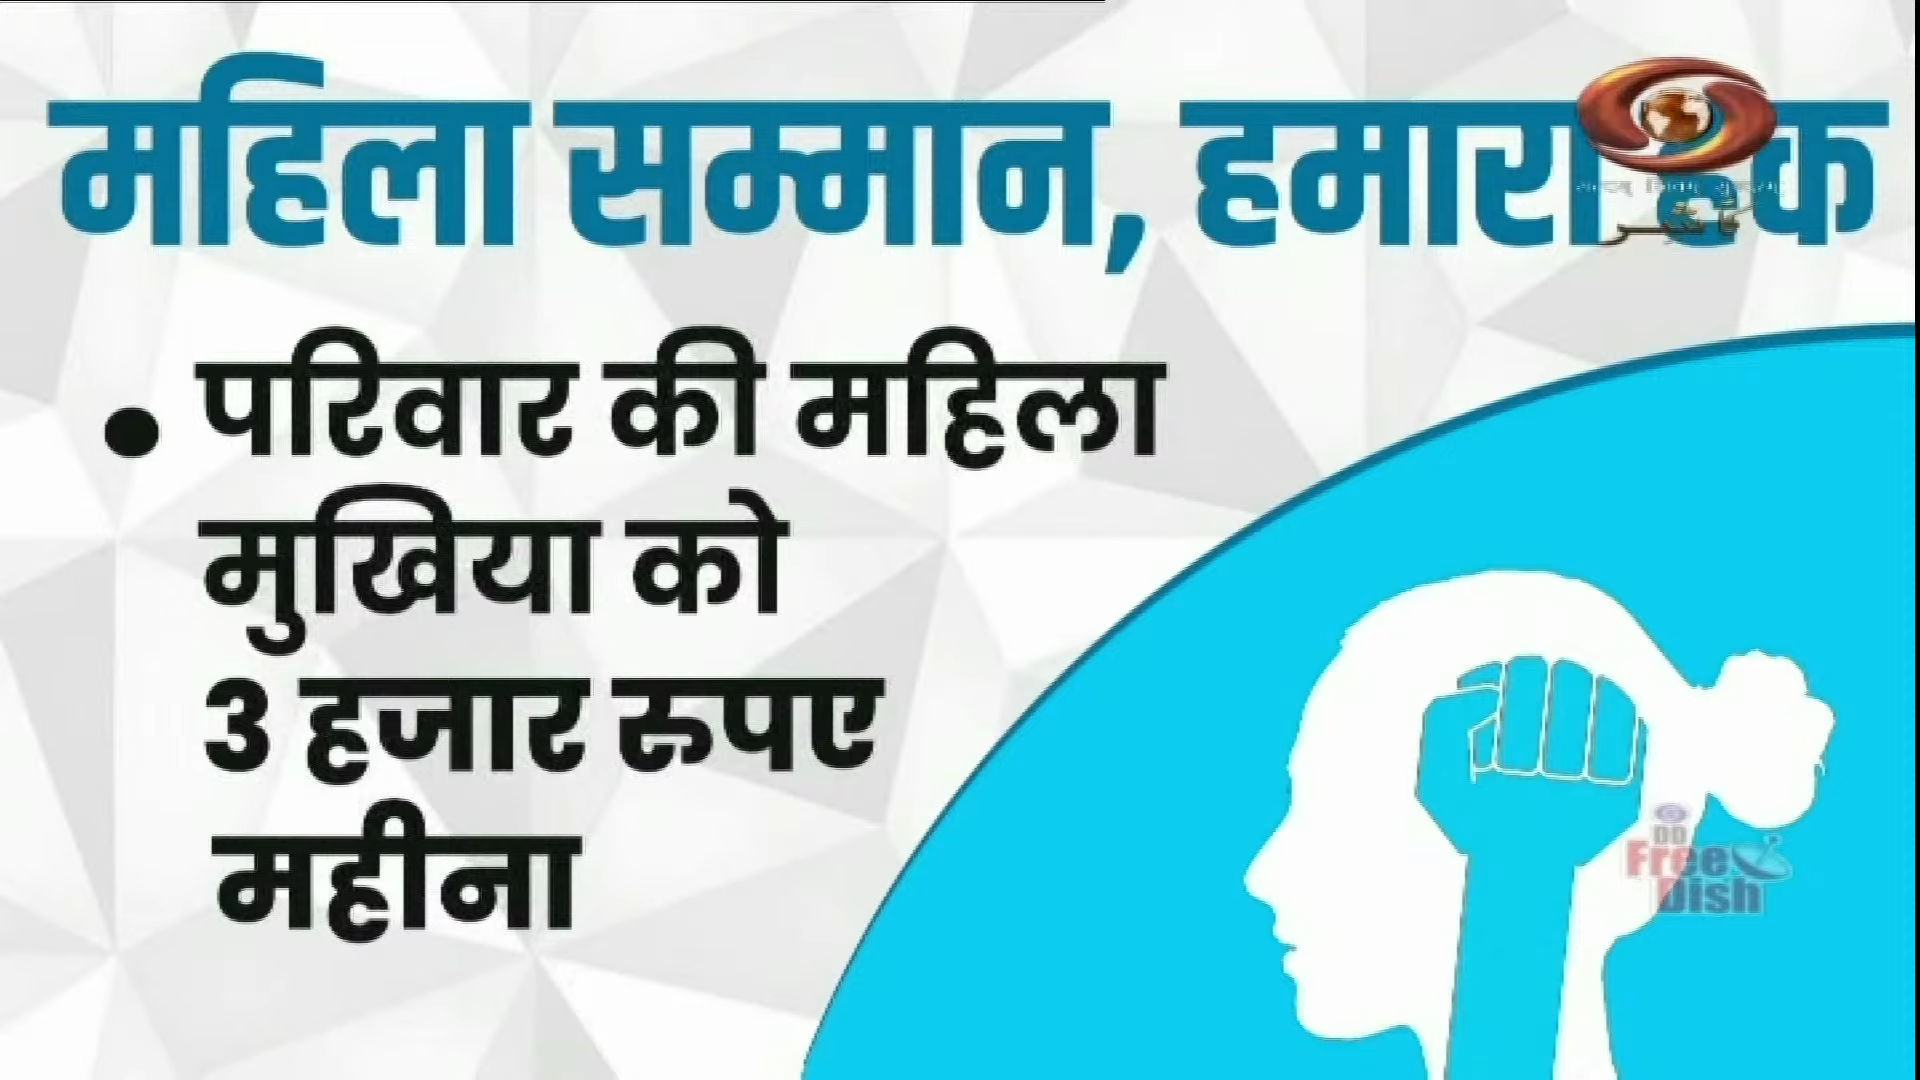 महिला सम्मान, हमारा हक
• परिवार की महिला
मुखिया को
3 हजार रुपए
महीना
DD
Free
Dish